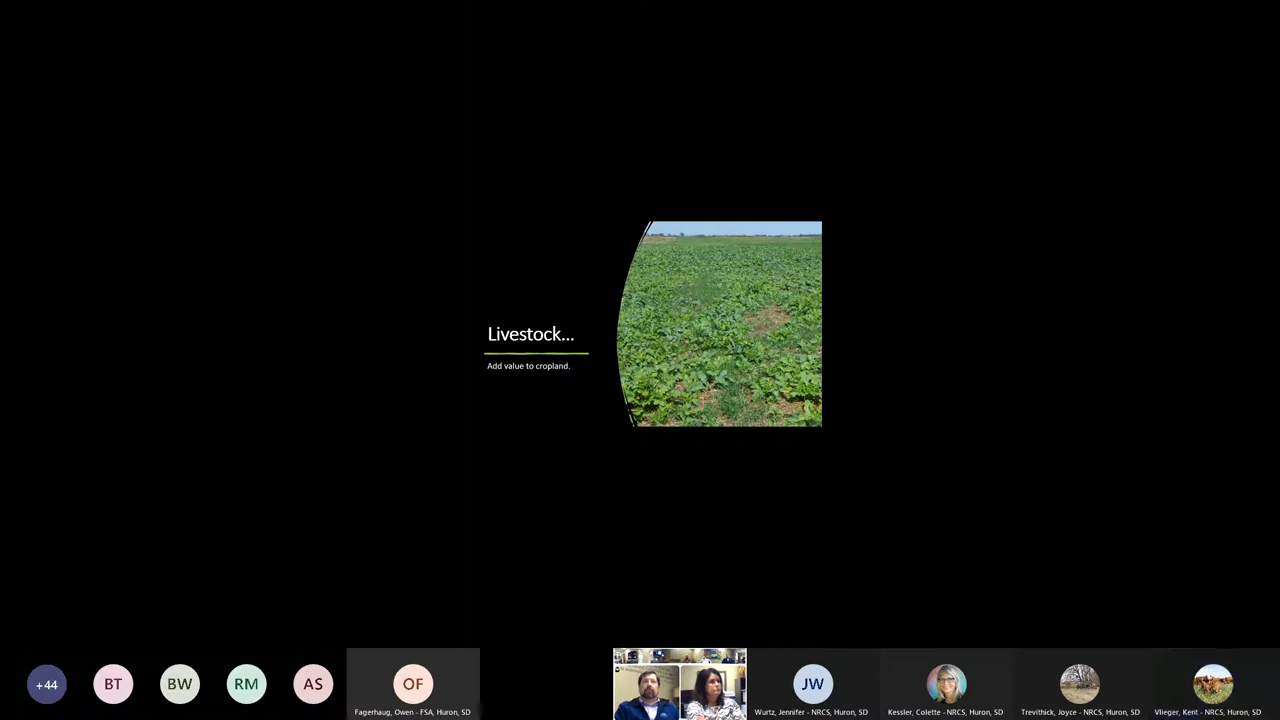 Livestock...
Add value to cropland.
+44
BT
BW
RM
AS
OF
Fagerhaug, Owen - FSA, Huron, SD
JW
Wurtz, Jennifer - NRCS, Huron, SD
Kessler, Colette - NRCS, Huron, SD
Trevithick, Joyce - NRCS, Huron, SD
Vlieger, Kent - NRCS, Huron, SD